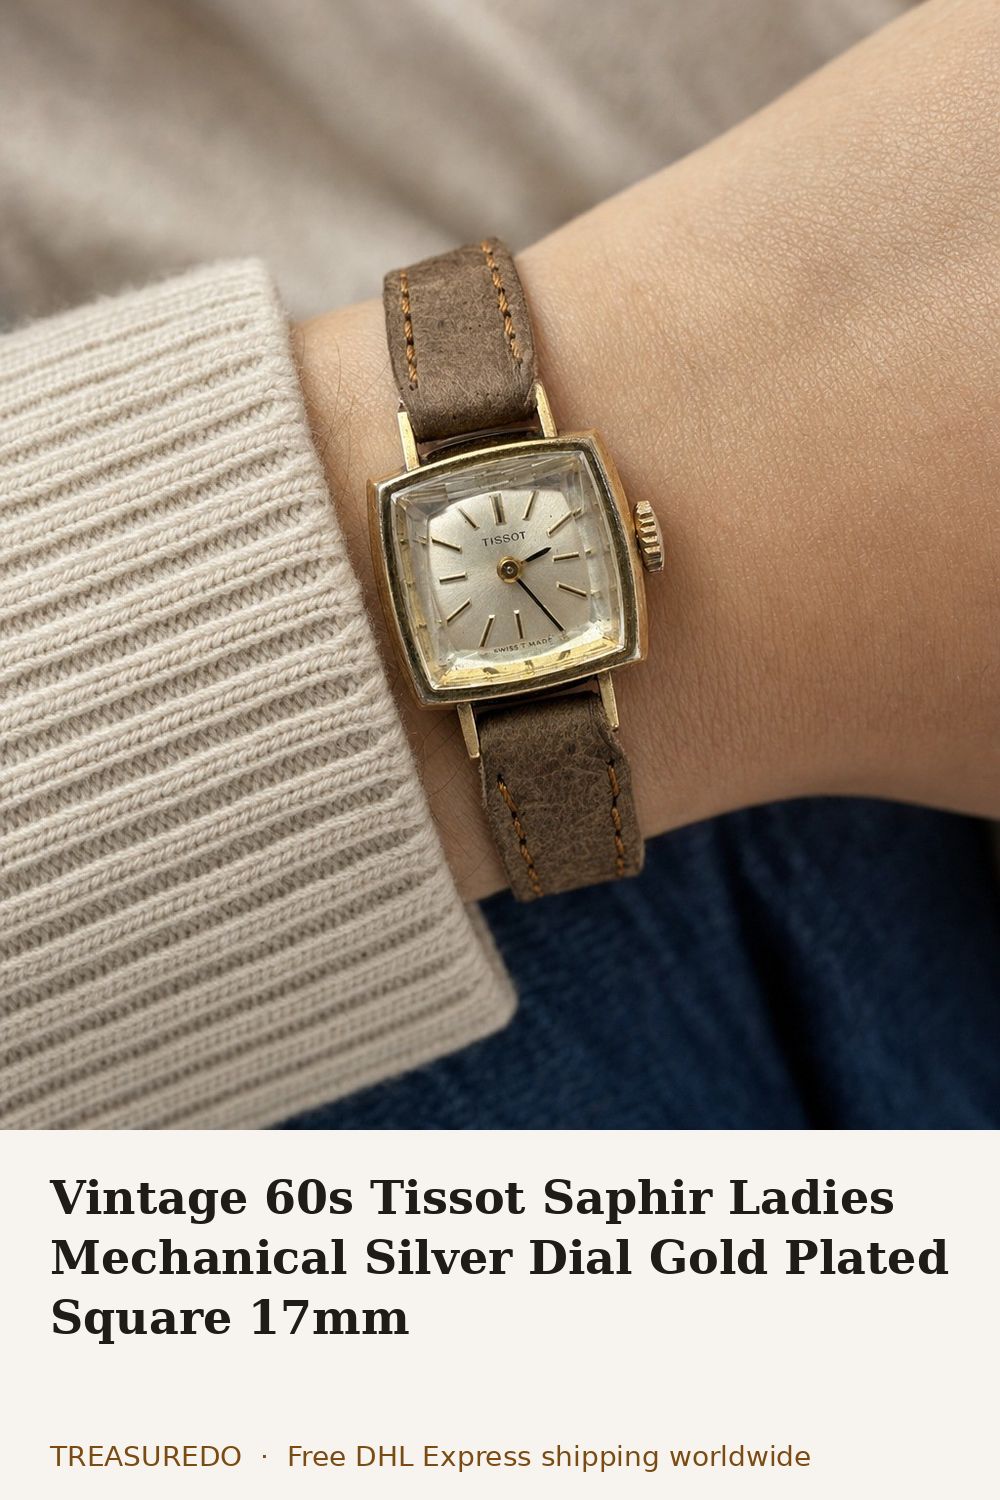 TISSOT
SWISS T MADE
Vintage 60s Tissot Saphir Ladies
Mechanical Silver Dial Gold Plated
Square 17mm
TREASUREDO · Free DHL Express shipping worldwide